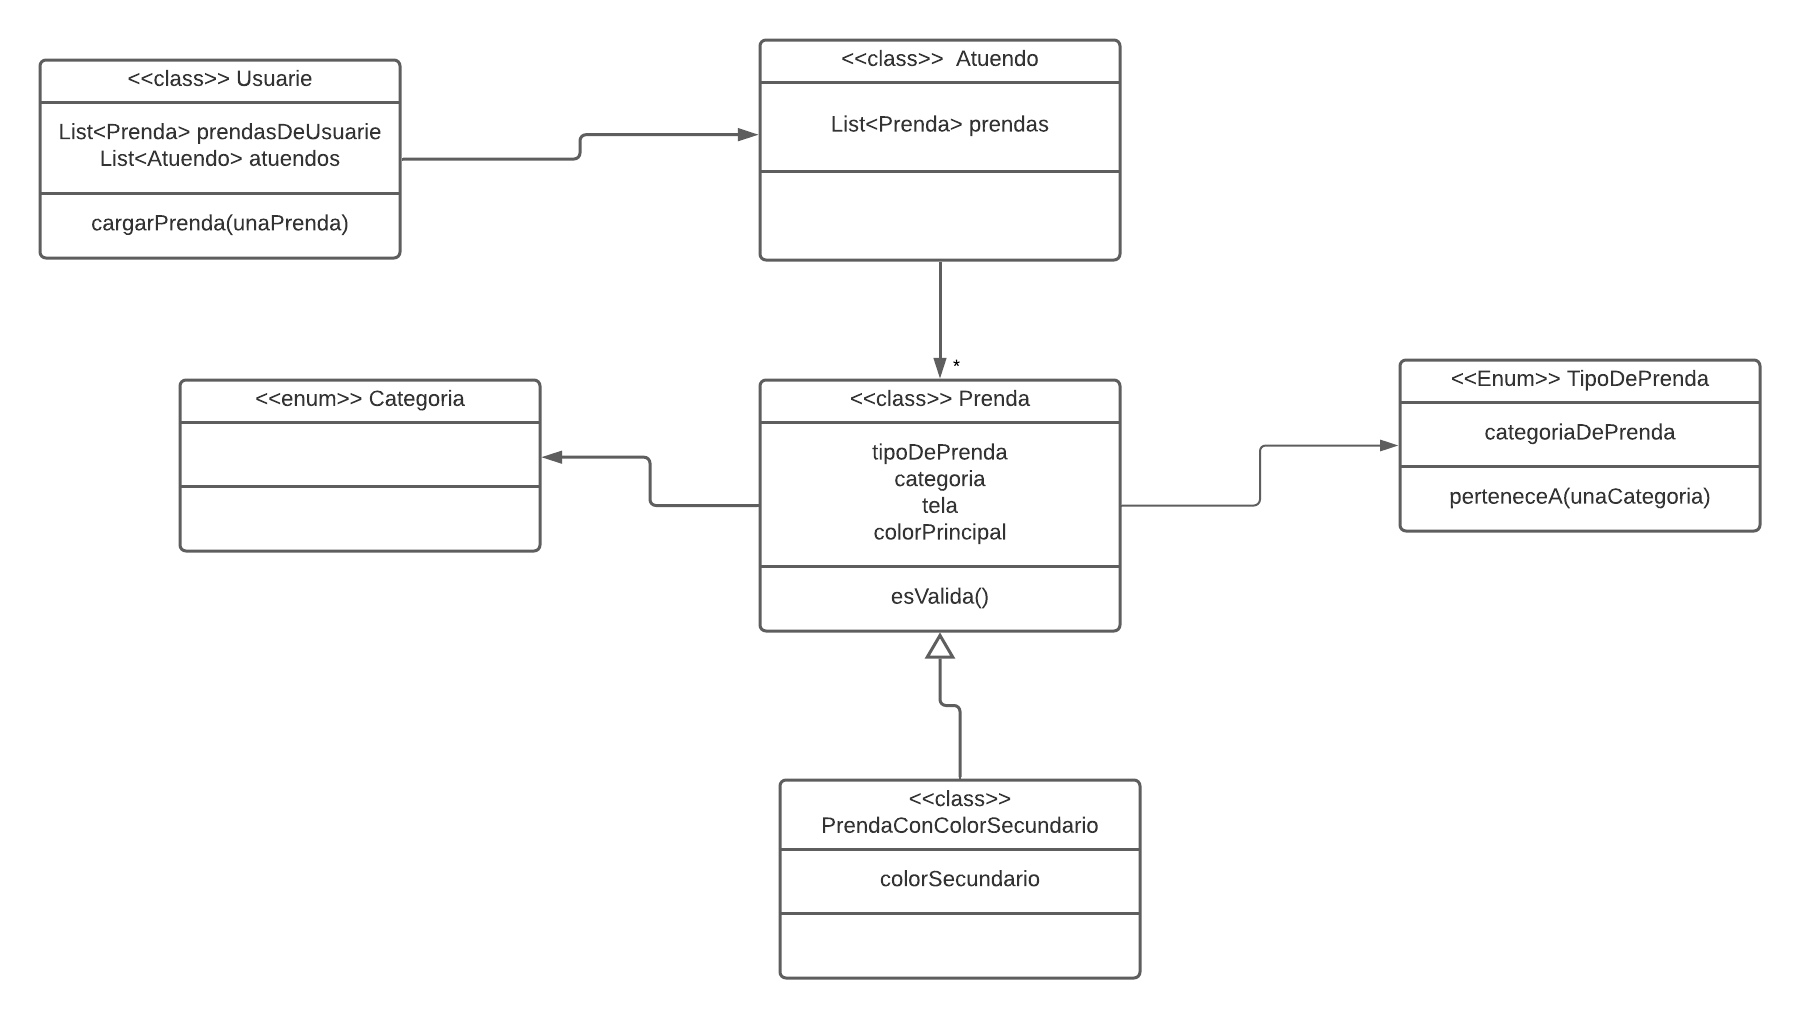 <<class>> Usuarie
List<Prenda> prendasDeUsuarie
List<Atuendo> atuendos
cargarPrenda(unaPrenda)
<<class>>  Atuendo
List<Prenda> prendas
*
<<enum>> Categoria
<<class>> Prenda
tipoDePrenda
categoria
tela
colorPrincipal
esValida()
<<Enum>> TipoDePrenda
categoriaDePrenda
perteneceA(unaCategoria)
<<class>>
PrendaConColorSecundario
colorSecundario